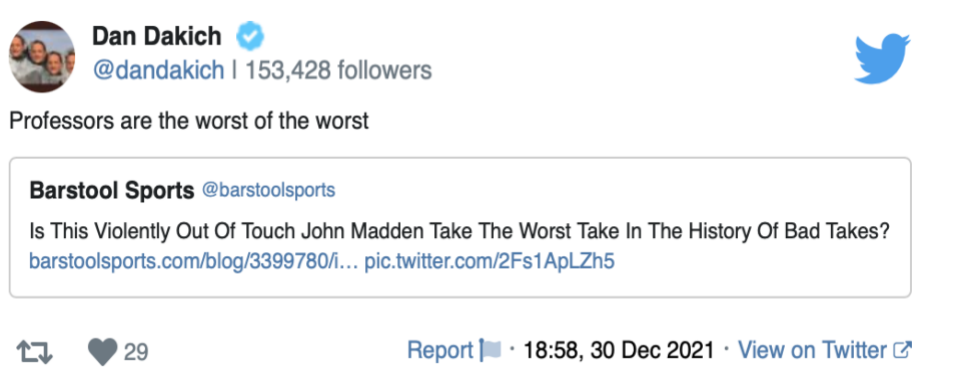 Dan Dakich
@dandakich | 153,428 followers
Professors are the worst of the worst
Barstool Sports @barstoolsports
Is This Violently Out Of Touch John Madden Take The Worst Take In The History Of Bad Takes?
barstoolsports.com/blog/3399780/i... pic.twitter.com/2Fs1ApLZh5
29
Report · 18:58, 30 Dec 2021 · View on Twitter